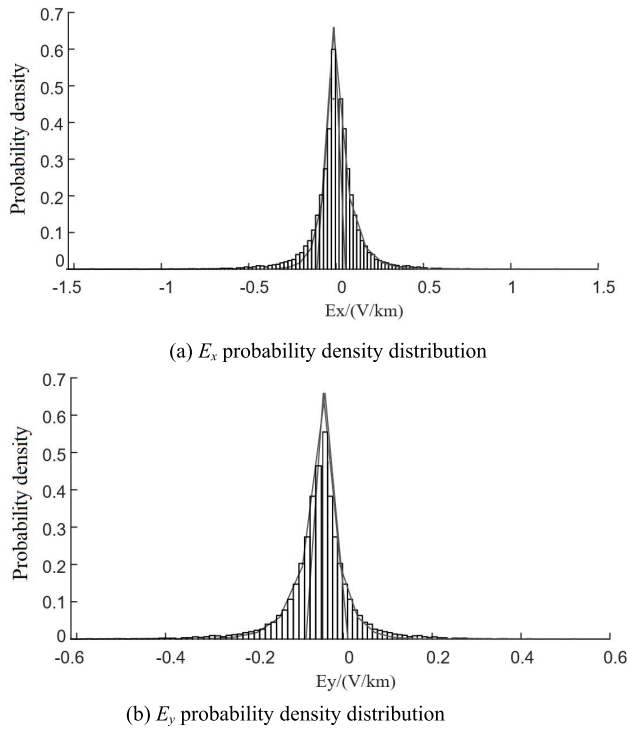 0.7
0.6
0.5
0.4
0.3
0.2
0.1
0
Probability density
-1.5 -1 -0.5 0 0.5 1 1.5
Ex/(V/km)
(a) Ex probability density distribution
0.7
0.6
0.5
0.4
0.3
0.2
0.1
0
Probability density
-0.6 -0.4 -0.2 0 0.2 0.4 0.6
Ey/(V/km)
(b) Ey probability density distribution